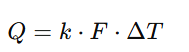 Q = k · F · ΔT